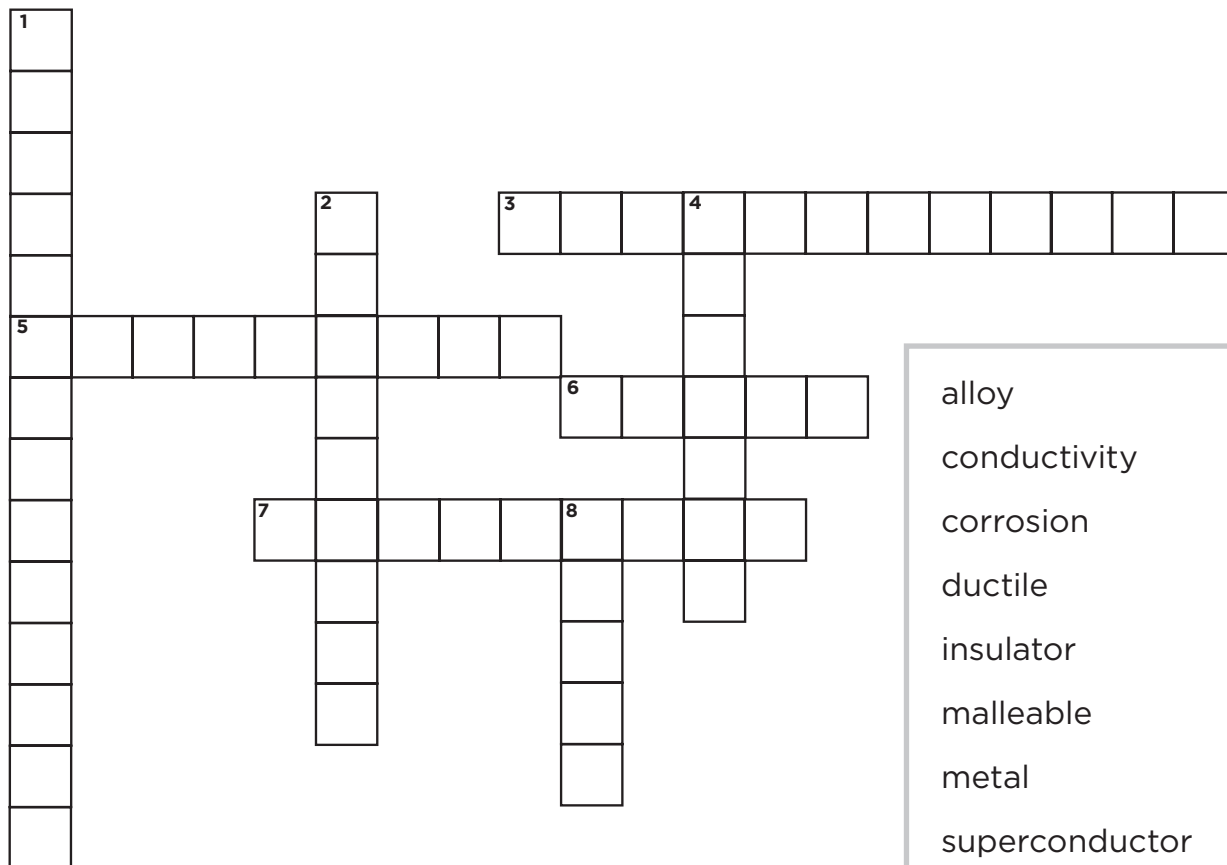 1
2
3
4
5
6
7
8
alloy
conductivity
corrosion
ductile
insulator
malleable
metal
superconductor